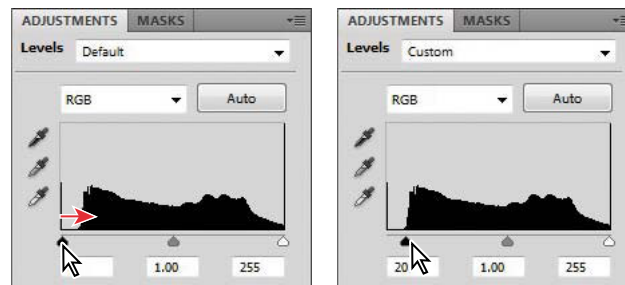 ADJUSTMENTS MASKS
Levels Default
RGB Auto
1.00 255
ADJUSTMENTS MASKS
Levels Custom
RGB Auto
20 1.00 255